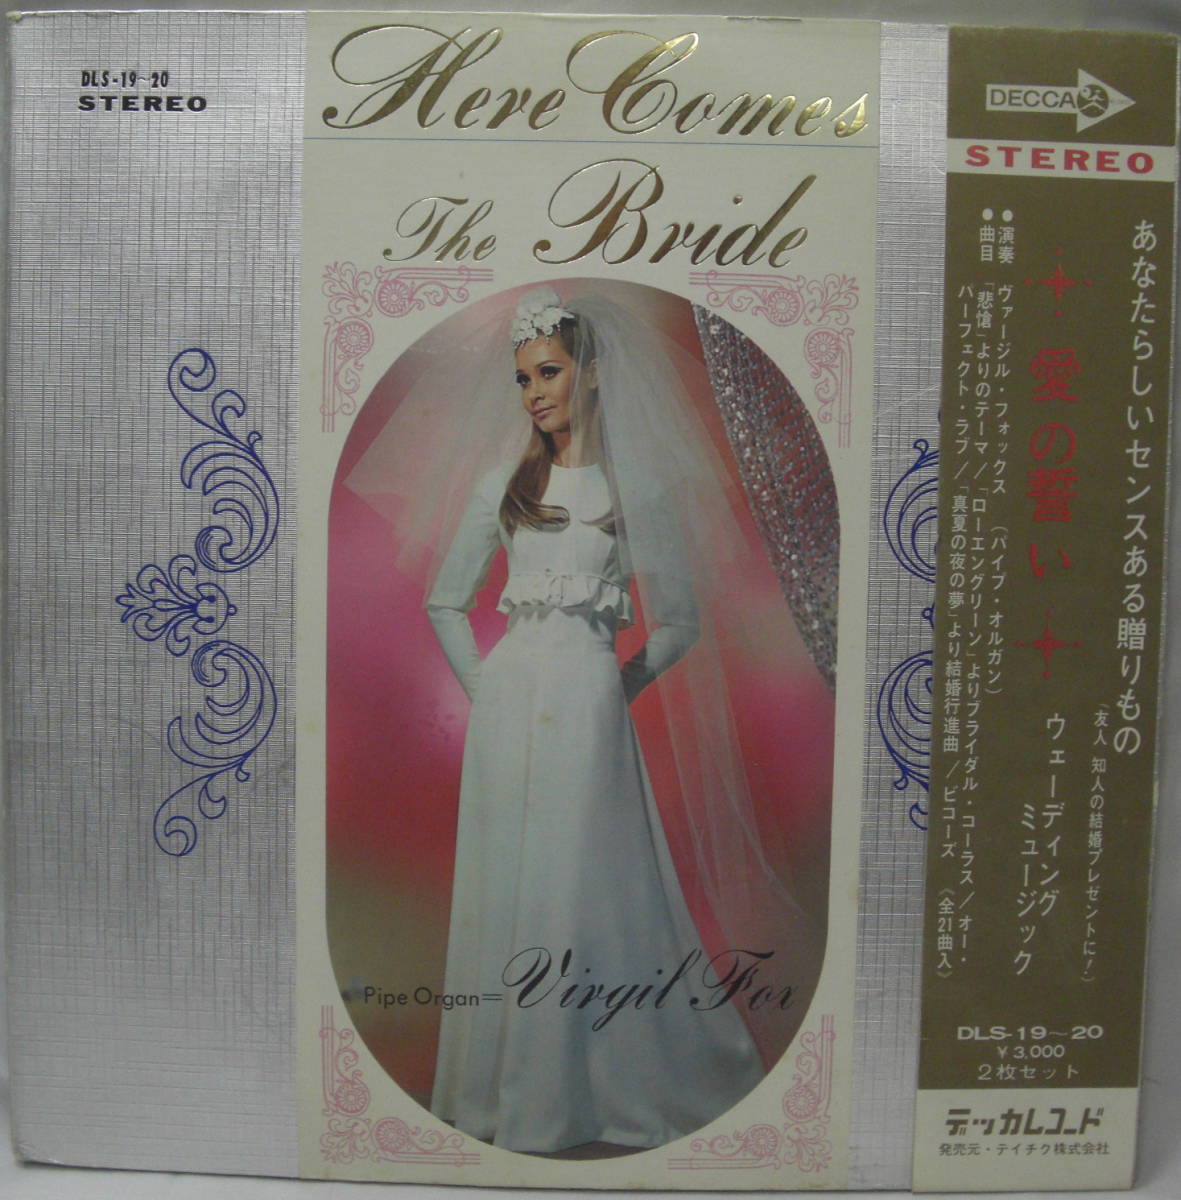 DLS-19~20
STEREO
Here Comes
The Bride
Pipe Organ=Virgil Fox
DECCA
STEREO
あなたらしいセンスある贈りもの
(友人 知人の結婚プレゼントに!)
愛の誓い
ウェーディング
ミュージック
●演奏 ヴァージル・フォックス (パイプ・オルガン)
●曲目 「悲愴」よりのテーマ/「ローエングリーン」よりブライダル・コーラス/オー・
パーフェクト・ラブ/「真夏の夜の夢」より結婚行進曲/ビコーズ 《全21曲入》
DLS-19~20
¥3,000
2枚セット
デッカレコード
発売元・テイチク株式会社